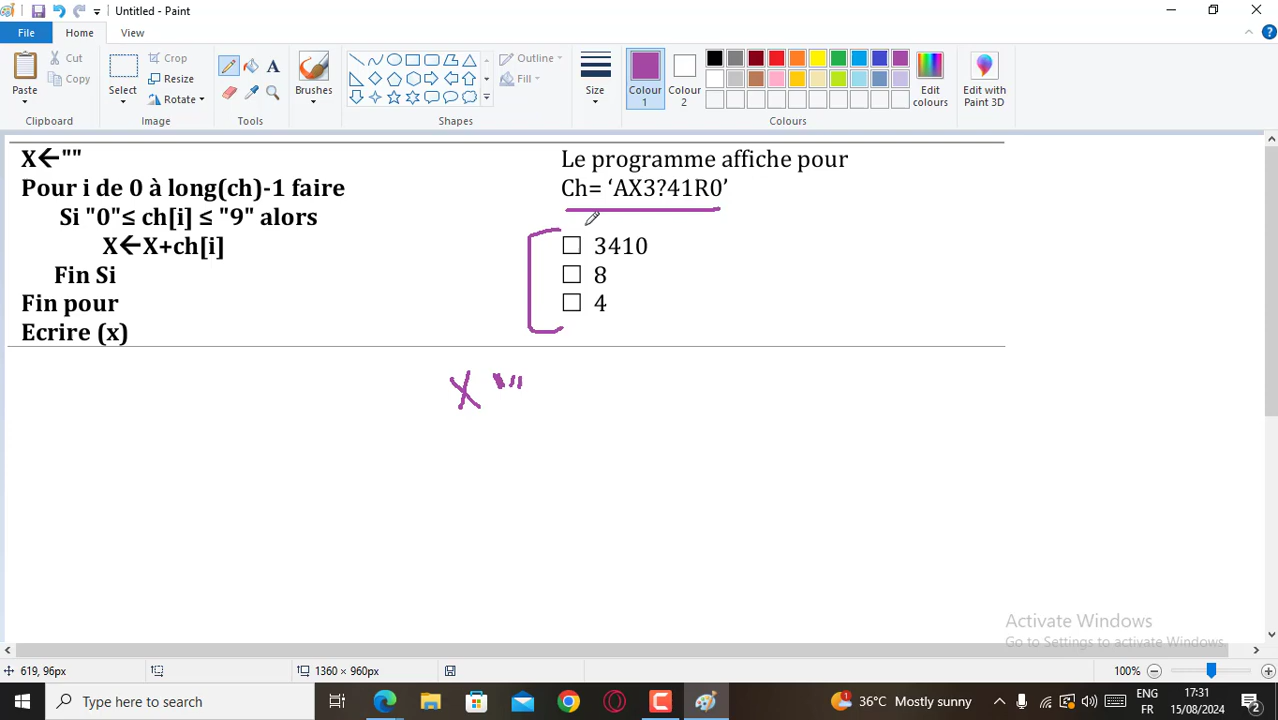 Untitled - Paint
File Home View
Paste
Cut
Copy
Clipboard
Select
Crop
Resize
Rotate
Image
A
Tools
Brushes
Outline
Fill
Shapes
Size
Colour 1
Colour 2
Edit colours
Colours
Edit with Paint 3D
X←""
Pour i de 0 à long(ch)-1 faire
Si "0"≤ ch[i] ≤ "9" alors
X←X+ch[i]
Fin Si
Fin pour
Ecrire (x)
Le programme affiche pour
Ch= ‘AX3?41R0’
☐ 3410
☐ 8
☐ 4
X ""
Activate Windows
Go to Settings to activate Windows.
619, 96px
1360 × 960px
100%
Type here to search
1
36°C Mostly sunny
ENG
FR
17:31
15/08/2024
2